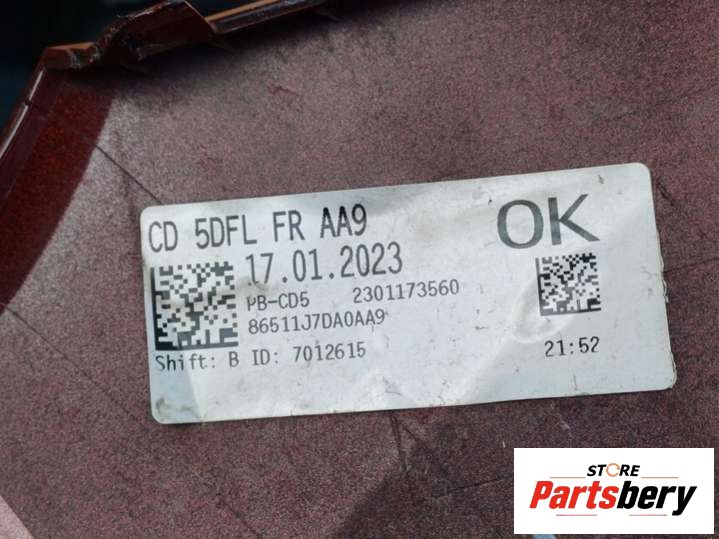 CD 5DFL FR AA9
OK
17.01.2023
PB-CD5 2301173560
86511J7DA0AA9
Shift: B ID: 7012615
21:52
STORE
Partsbery